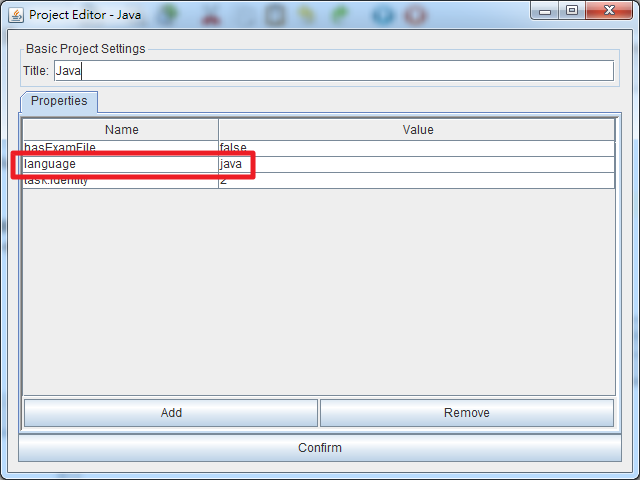 Project Editor - Java
Basic Project Settings
Title: Java
Properties
Name Value
hasExamFile false
language java
task.identity 2
Add Remove
Confirm